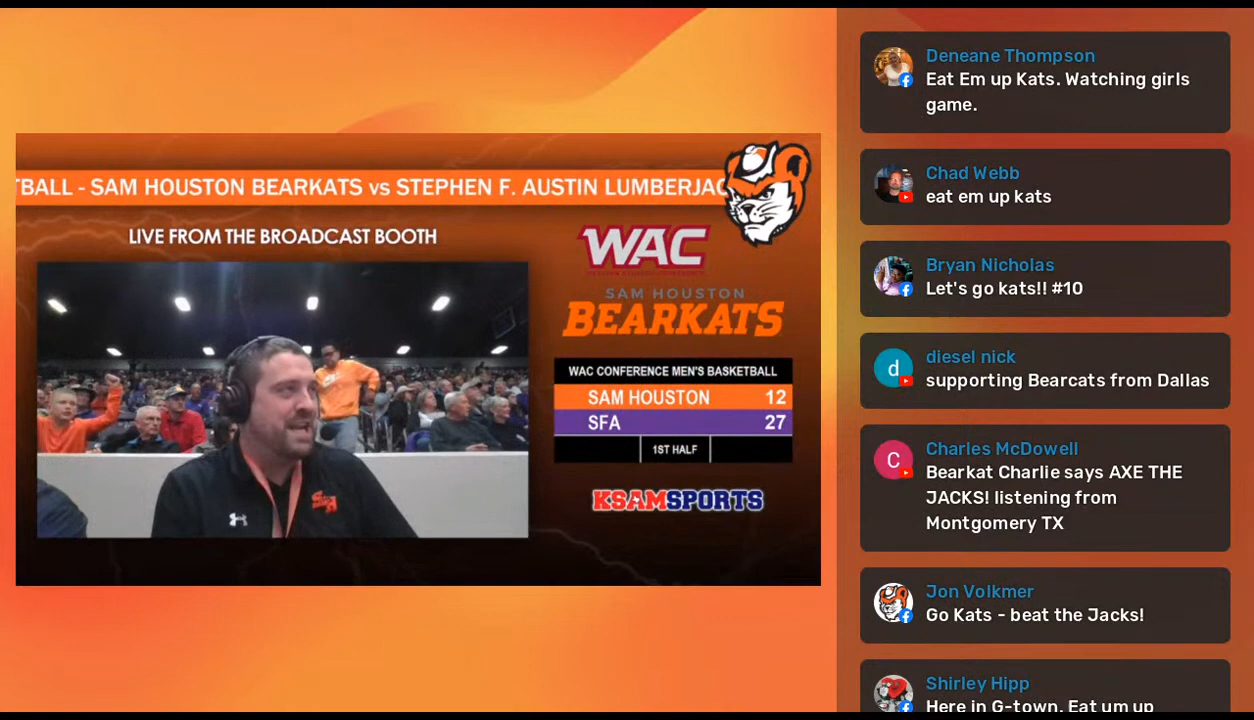 TBALL - SAM HOUSTON BEARKATS vs STEPHEN F. AUSTIN LUMBERJAC
LIVE FROM THE BROADCAST BOOTH
WAC
SAM HOUSTON
BEARKATS
WAC CONFERENCE MEN'S BASKETBALL
SAM HOUSTON 12
SFA 27
1ST HALF
KSAMSPORTS
Deneane Thompson
Eat Em up Kats. Watching girls
game.
Chad Webb
eat em up kats
Bryan Nicholas
Let's go kats!! #10
d
diesel nick
supporting Bearcats from Dallas
C
Charles McDowell
Bearkat Charlie says AXE THE
JACKS! listening from
Montgomery TX
Jon Volkmer
Go Kats - beat the Jacks!
Shirley Hipp
Here in G-town. Eat um up